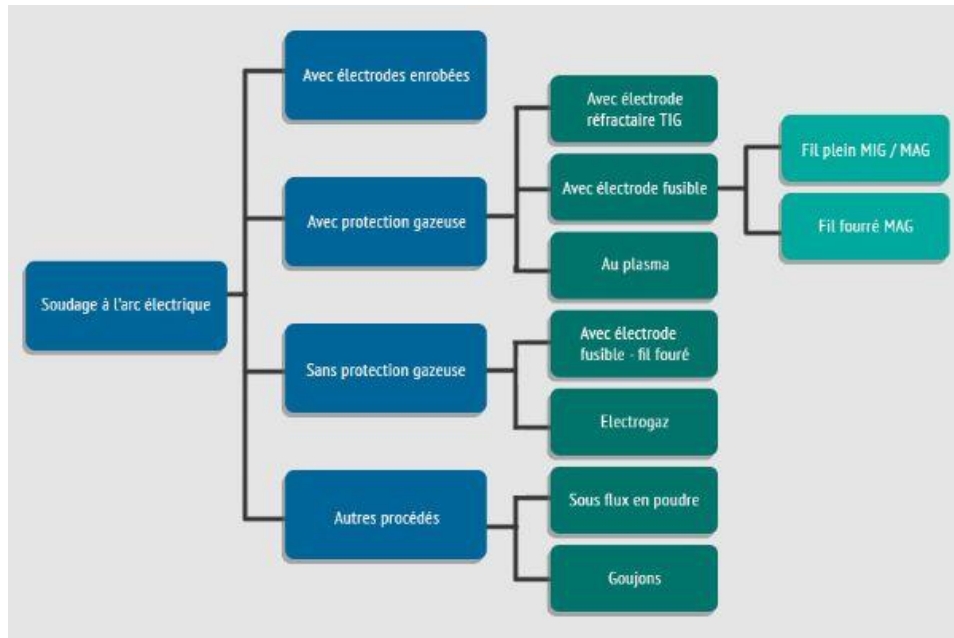 Soudage à l'arc électrique
Avec électrodes enrobées
Avec protection gazeuse
Avec électrode
réfractaire TIG
Avec électrode fusible
Fil plein MIG / MAG
Fil fourré MAG
Au plasma
Sans protection gazeuse
Avec électrode
fusible - fil fouré
Electrogaz
Autres procédés
Sous flux en poudre
Goujons